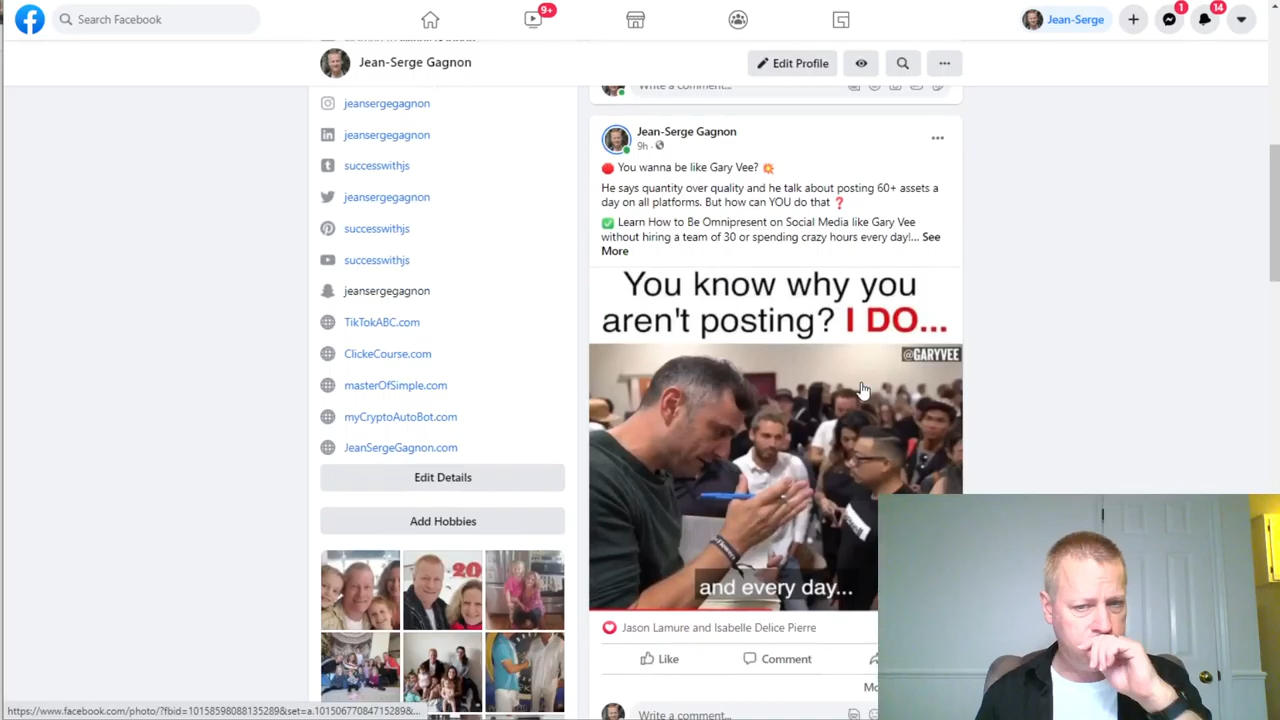 Search Facebook
9+
Jean-Serge
1
14
Jean-Serge Gagnon
Edit Profile
jeansergegagnon
jeansergegagnon
successwithjs
jeansergegagnon
successwithjs
successwithjs
jeansergegagnon
TikTokABC.com
ClickeCourse.com
masterOfSimple.com
myCryptoAutoBot.com
JeanSergeGagnon.com
Edit Details
Add Hobbies
20
Write a comment...
Jean-Serge Gagnon
9h
You wanna be like Gary Vee?
He says quantity over quality and he talk about posting 60+ assets a
day on all platforms. But how can YOU do that ❓
✅ Learn How to Be Omnipresent on Social Media like Gary Vee
without hiring a team of 30 or spending crazy hours every day!... See
More
You know why you
aren't posting? I DO...
@GARYVEE
and every day...
Jason Lamure and Isabelle Delice Pierre
Like
Comment
Write a comment...
https://www.facebook.com/photo/?fbid=10158598088135289&set=a.10150677084715289&...